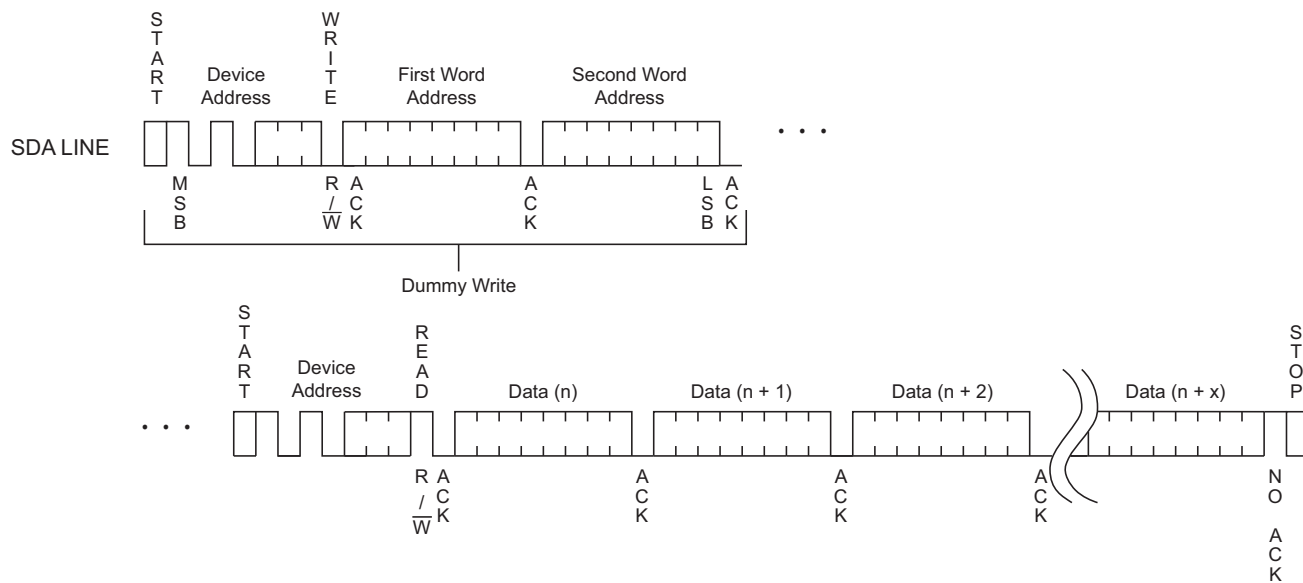 START
WRITE
Device
Address
First Word
Address
Second Word
Address
SDA LINE
. . .
MSB
R/W
ACK
ACK
LSB
ACK
Dummy Write
START
READ
STOP
Device
Address
Data (n)
Data (n + 1)
Data (n + 2)
Data (n + x)
. . .
R/W
ACK
ACK
ACK
ACK
NO ACK